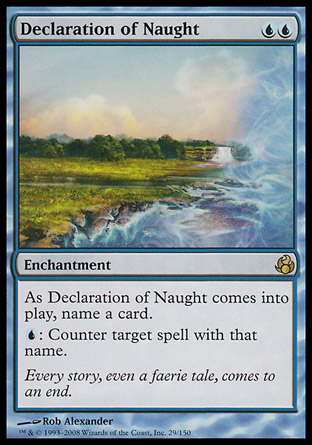 Declaration of Naught
Enchantment
As Declaration of Naught comes into
play, name a card.
: Counter target spell with that
name.
Every story, even a faerie tale, comes to
an end.
Rob Alexander
™ & © 1993–2008 Wizards of the Coast, Inc. 29/150